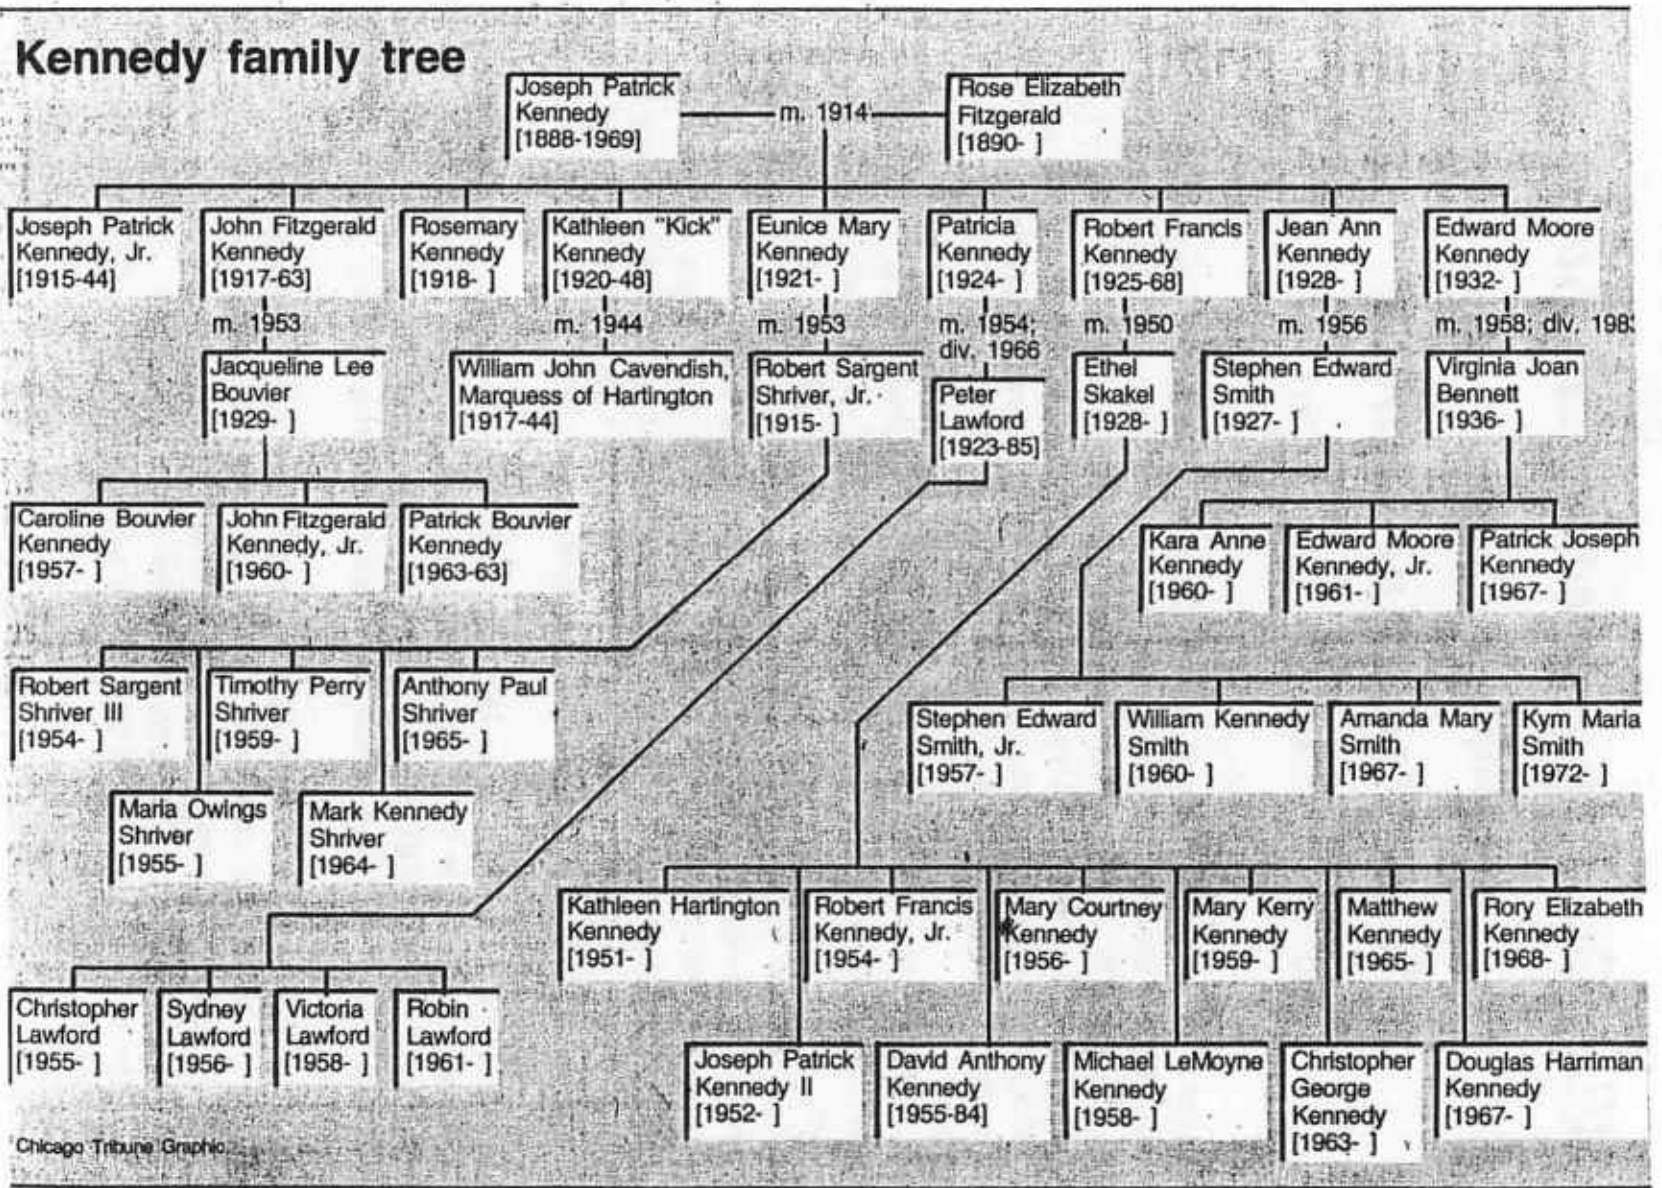 Kennedy family tree
Joseph Patrick
Kennedy
[1888-1969]
m. 1914
Rose Elizabeth
Fitzgerald
[1890- ]
Joseph Patrick
Kennedy, Jr.
[1915-44]
John Fitzgerald
Kennedy
[1917-63]
Rosemary
Kennedy
[1918- ]
Kathleen "Kick"
Kennedy
[1920-48]
Eunice Mary
Kennedy
[1921- ]
Patricia
Kennedy
[1924- ]
Robert Francis
Kennedy
[1925-68]
Jean Ann
Kennedy
[1928- ]
Edward Moore
Kennedy
[1932- ]
m. 1953
m. 1944
m. 1953
m. 1954;
div. 1966
m. 1950
m. 1956
m. 1958; div. 198
Jacqueline Lee
Bouvier
[1929- ]
William John Cavendish,
Marquess of Hartington
[1917-44]
Robert Sargent
Shriver, Jr.
[1915- ]
Peter
Lawford
[1923-85]
Ethel
Skakel
[1928- ]
Stephen Edward
Smith
[1927- ]
Virginia Joan
Bennett
[1936- ]
Caroline Bouvier
Kennedy
[1957- ]
John Fitzgerald
Kennedy, Jr.
[1960- ]
Patrick Bouvier
Kennedy
[1963-63]
Kara Anne
Kennedy
[1960- ]
Edward Moore
Kennedy, Jr.
[1961- ]
Patrick Joseph
Kennedy
[1967- ]
Robert Sargent
Shriver III
[1954- ]
Timothy Perry
Shriver
[1959- ]
Anthony Paul
Shriver
[1965- ]
Maria Owings
Shriver
[1955- ]
Mark Kennedy
Shriver
[1964- ]
Stephen Edward
Smith, Jr.
[1957- ]
William Kennedy
Smith
[1960- ]
Amanda Mary
Smith
[1967- ]
Kym Maria
Smith
[1972- ]
Kathleen Hartington
Kennedy
[1951- ]
Robert Francis
Kennedy, Jr.
[1954- ]
Mary Courtney
Kennedy
[1956- ]
Mary Kerry
Kennedy
[1959- ]
Matthew
Kennedy
[1965- ]
Rory Elizabeth
Kennedy
[1968- ]
Christopher
Lawford
[1955- ]
Sydney
Lawford
[1956- ]
Victoria
Lawford
[1958- ]
Robin
Lawford
[1961- ]
Joseph Patrick
Kennedy II
[1952- ]
David Anthony
Kennedy
[1955-84]
Michael LeMoyne
Kennedy
[1958- ]
Christopher
George
Kennedy
[1963- ]
Douglas Harriman
Kennedy
[1967- ]
Chicago Tribune Graphic